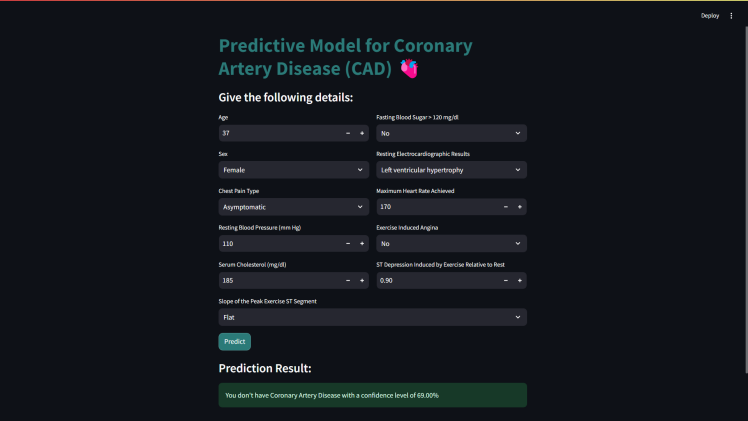 Deploy
Predictive Model for Coronary
Artery Disease (CAD)
Give the following details:
Age
37
Fasting Blood Sugar > 120 mg/dl
No
Sex
Female
Resting Electrocardiographic Results
Left ventricular hypertrophy
Chest Pain Type
Asymptomatic
Maximum Heart Rate Achieved
170
Resting Blood Pressure (mm Hg)
110
Exercise Induced Angina
No
Serum Cholesterol (mg/dl)
185
ST Depression Induced by Exercise Relative to Rest
0.90
Slope of the Peak Exercise ST Segment
Flat
Predict
Prediction Result:
You don't have Coronary Artery Disease with a confidence level of 69.00%